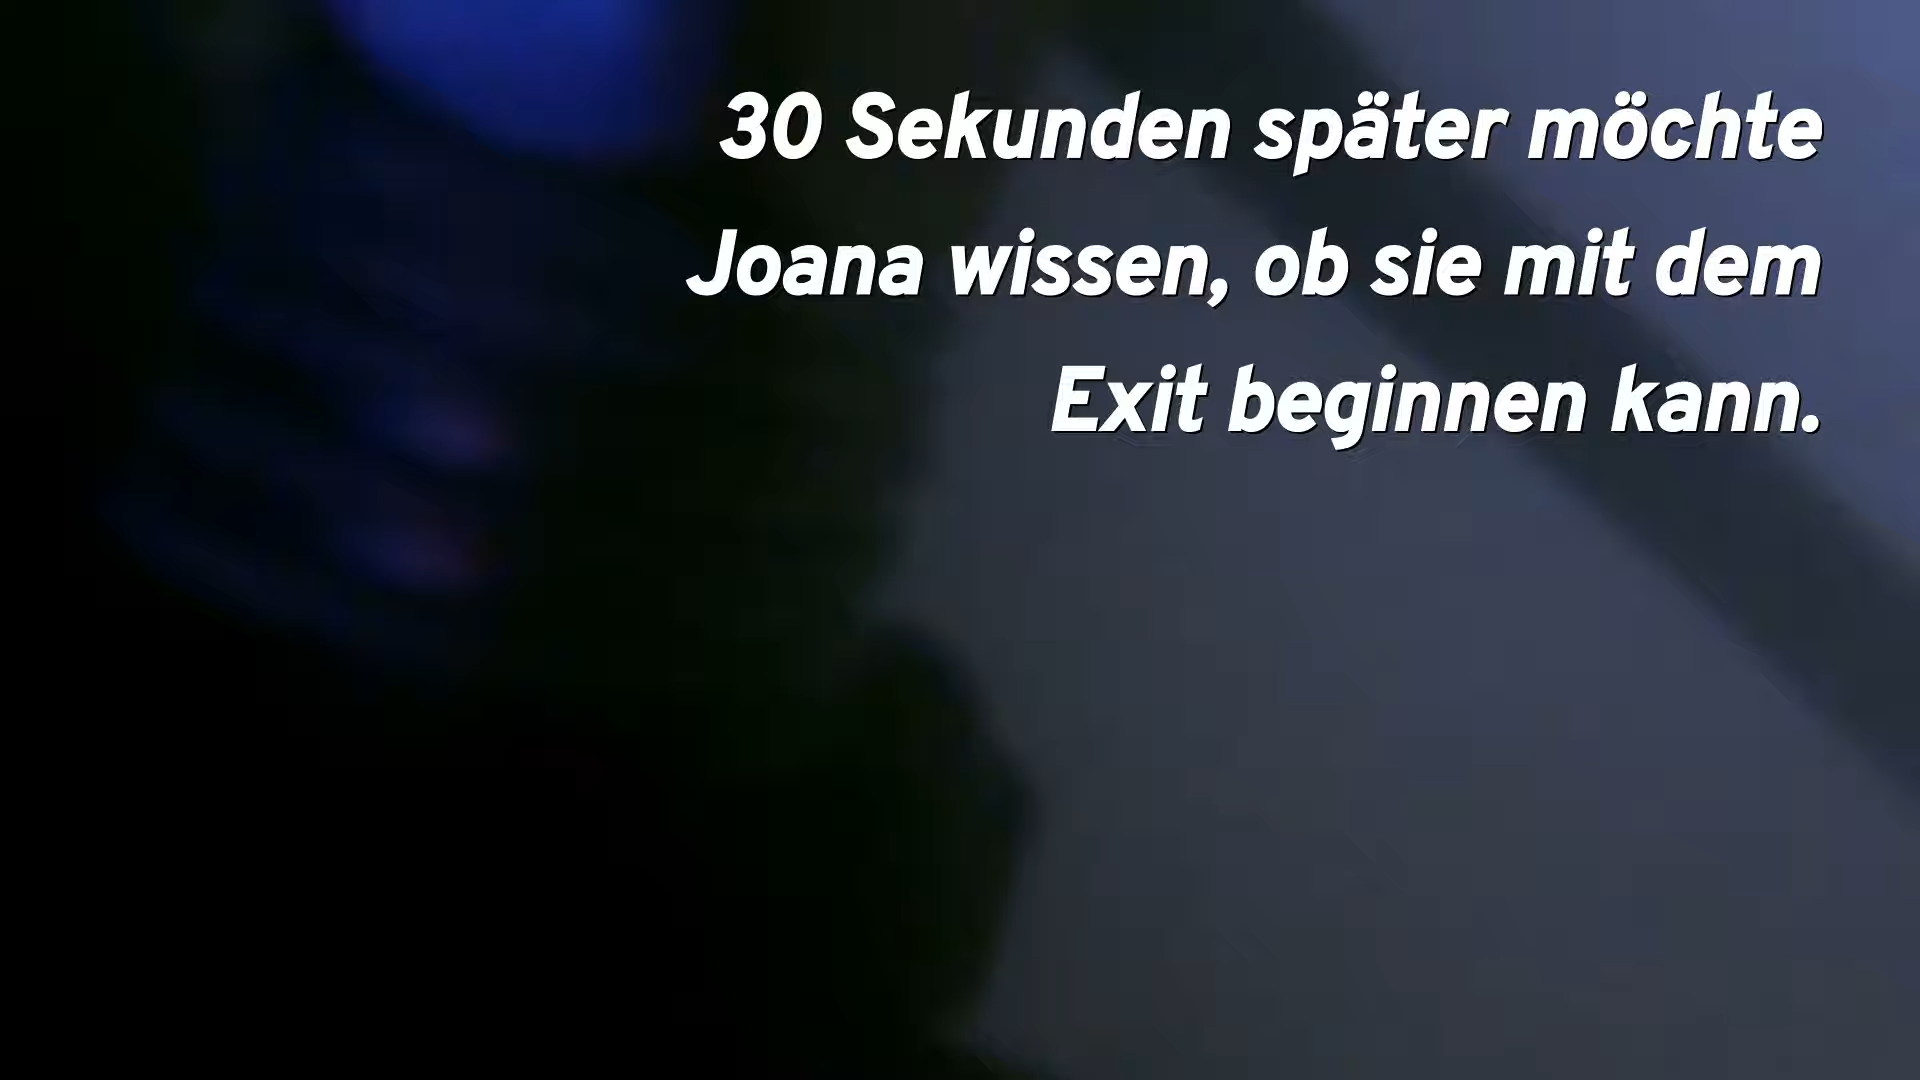 30 Sekunden später möchte
Joana wissen, ob sie mit dem
Exit beginnen kann.